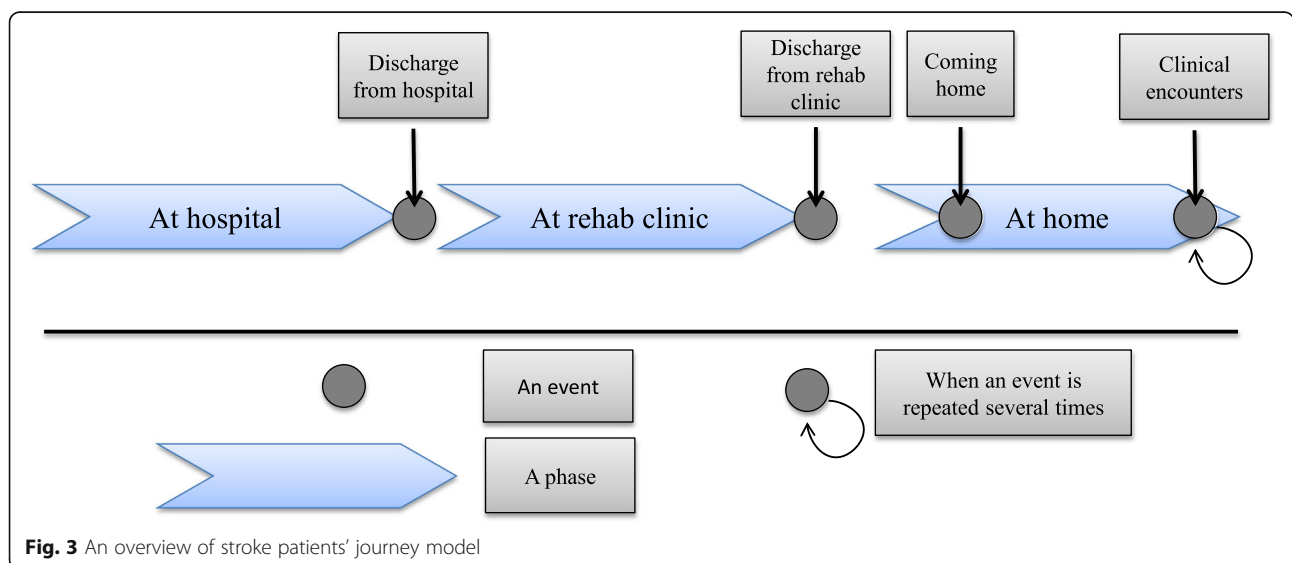 Discharge
from hospital
Discharge
from rehab
clinic
Coming
home
Clinical
encounters
At hospital
At rehab clinic
At home
An event
When an event is
repeated several times
A phase
Fig. 3 An overview of stroke patients’ journey model